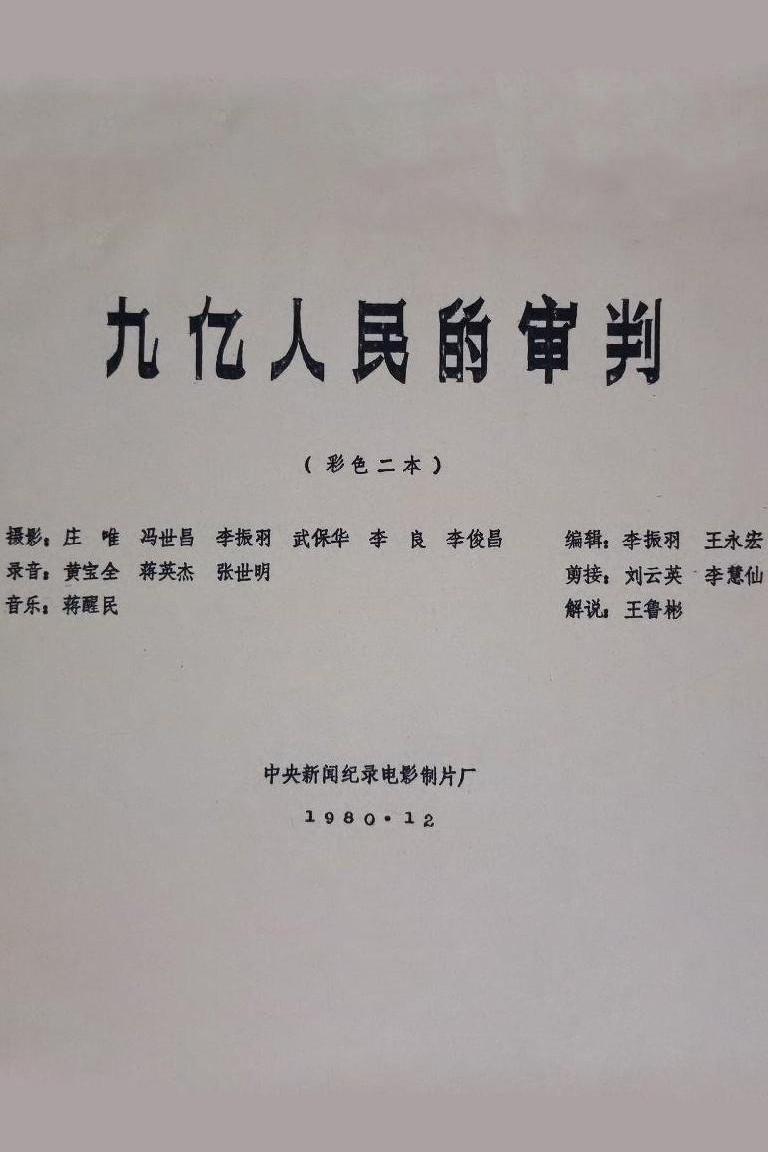 九亿人民的审判
(彩色二本)
摄影：庄 唯 冯世昌 李振羽 武保华 李 良 李俊昌 编辑：李振羽 王永宏
录音：黄宝全 蒋英杰 张世明 剪接：刘云英 李慧仙
音乐：蒋醒民 解说：王鲁彬
中央新闻纪录电影制片厂
1980·12